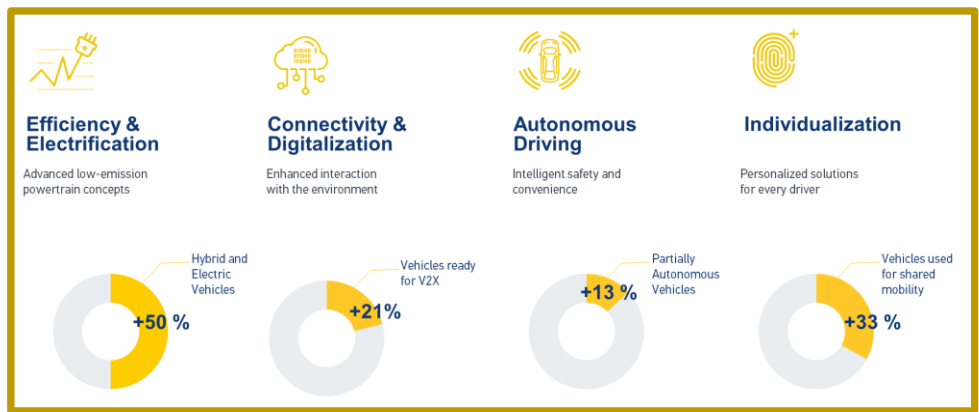 Efficiency &
Electrification
Advanced low-emission
powertrain concepts
Hybrid and
Electric
Vehicles
+50 %
Connectivity &
Digitalization
Enhanced interaction
with the environment
Vehicles ready
for V2X
+21%
Autonomous
Driving
Intelligent safety and
convenience
Partially
Autonomous
Vehicles
+13 %
Individualization
Personalized solutions
for every driver
Vehicles used
for shared
mobility
+33 %